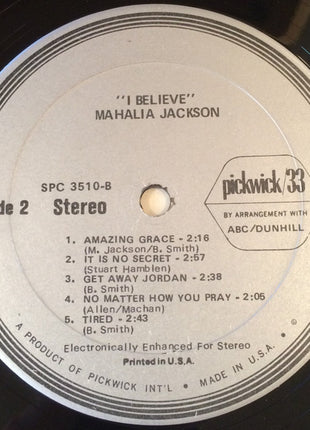 "I BELIEVE"
MAHALIA JACKSON
SPC 3510-B
de 2 Stereo
pickwick/33
BY ARRANGEMENT WITH
ABC/DUNHILL
1. AMAZING GRACE - 2:16
(M. Jackson/B. Smith)
2. IT IS NO SECRET - 2:57
(Stuart Hamblen)
3. GET AWAY JORDAN - 2:38
(B. Smith)
4. NO MATTER HOW YOU PRAY - 2:05
(Allen/Machan)
5. TIRED - 2:43
(B. Smith)
Electronically Enhanced For Stereo
Printed in U.S.A.
A PRODUCT OF PICKWICK INT'L • MADE IN U.S.A. • ©